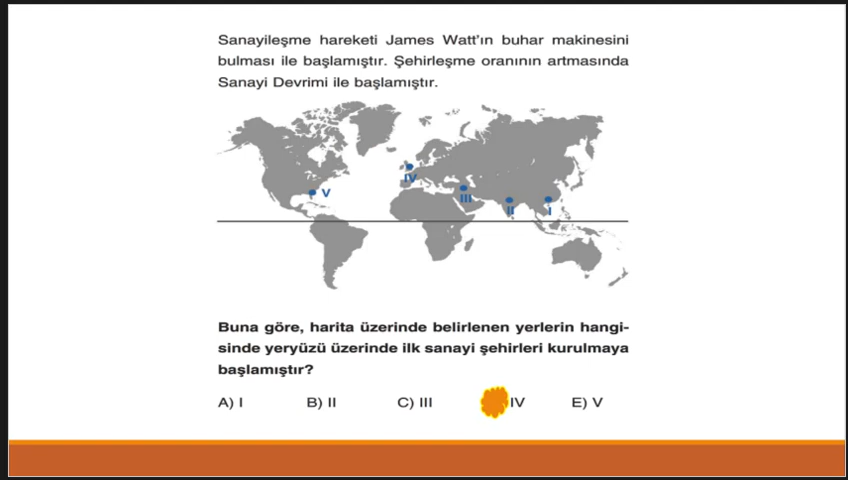 Sanayileşme hareketi James Watt'ın buhar makinesini
bulması ile başlamıştır. Şehirleşme oranının artmasında
Sanayi Devrimi ile başlamıştır.
V
IV
III
II
I
Buna göre, harita üzerinde belirlenen yerlerin hangi-
sinde yeryüzü üzerinde ilk sanayi şehirleri kurulmaya
başlamıştır?
A) I B) II C) III IV E) V